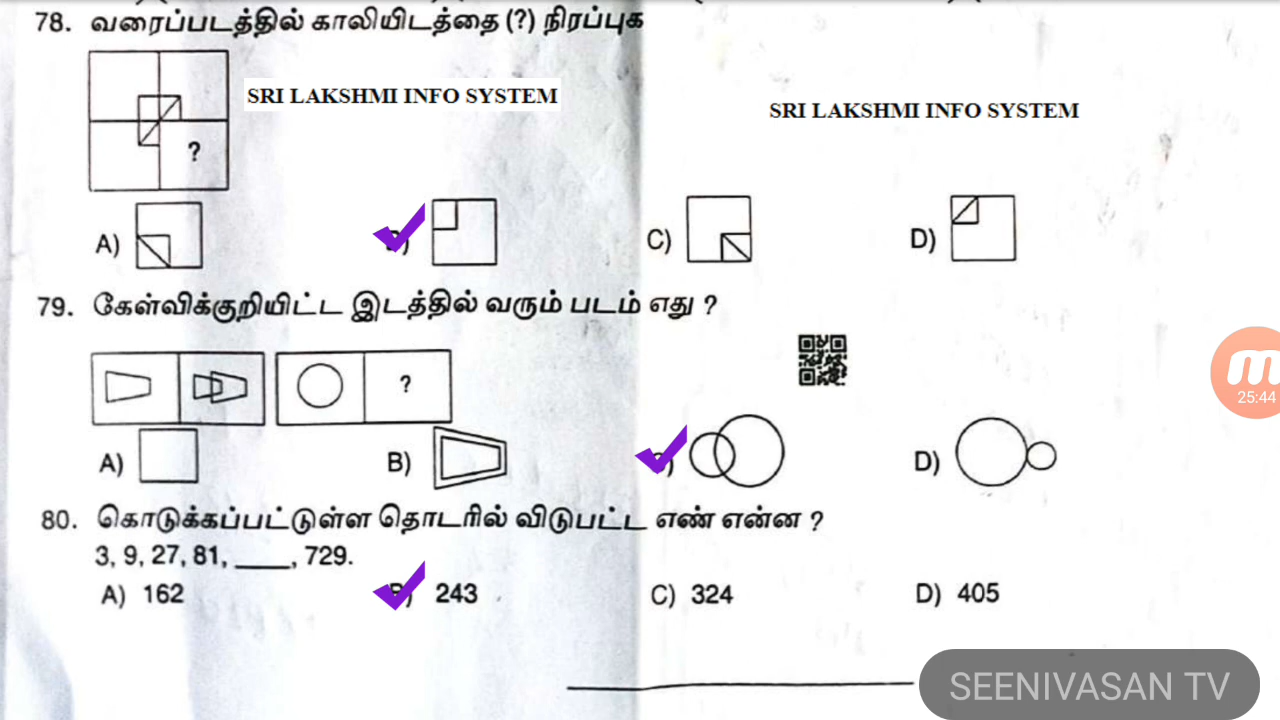 78. வரைப்படத்தில் காலியிடத்தை (?) நிரப்புக
SRI LAKSHMI INFO SYSTEM
SRI LAKSHMI INFO SYSTEM
?
A) C) D)
79. கேள்விக்குறியிட்ட இடத்தில் வரும் படம் எது ?
?
25:44
A) B) D)
80. கொடுக்கப்பட்டுள்ள தொடரில் விடுபட்ட எண் என்ன ?
3, 9, 27, 81, ____, 729.
A) 162 B) 243 C) 324 D) 405
SEENIVASAN TV